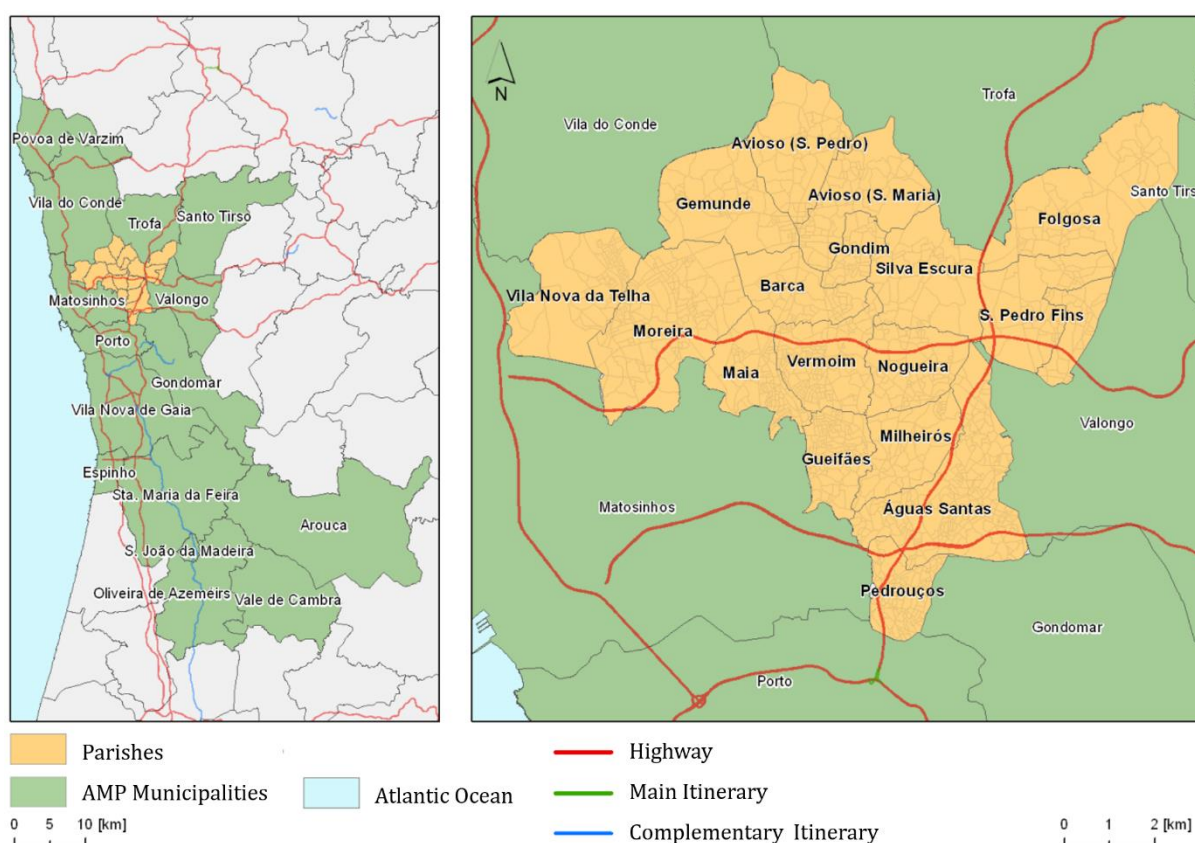 Póvoa de Varzim
Vila do Conde
Trofa
Santo Tirso
Matosinhos
Valongo
Porto
Gondomar
Vila Nova de Gaia
Espinho
Sta. Maria da Feira
Arouca
S. João da Madeira
Oliveira de Azemeirs
Vale de Cambra
N
Trofa
Vila do Conde
Avioso (S. Pedro)
Santo Tirs
Avioso (S. Maria)
Gemunde
Folgosa
Gondim
Silva Escura
Barca
Vila Nova da Telha
S. Pedro Fins
Moreira
Vermoim
Nogueira
Maia
Valongo
Milheirós
Gueifães
Matosinhos
Águas Santas
Pedrouços
Gondomar
Porto
Parishes
AMP Municipalities
Atlantic Ocean
Highway
Main Itinerary
Complementary Itinerary
0 5 10 [km]
0 1 2 [km]